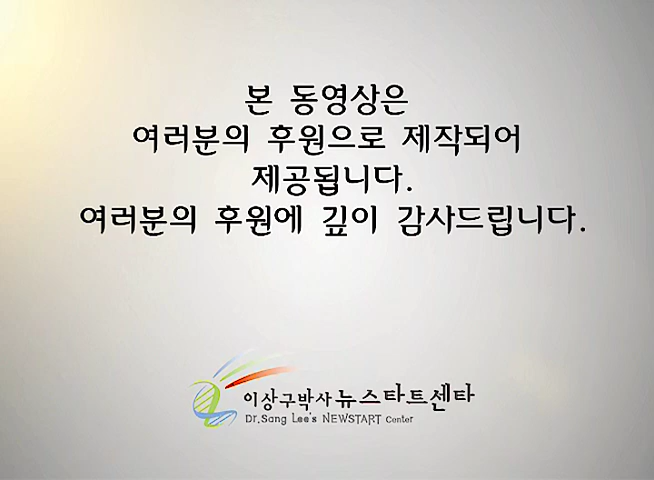 본 동영상은
여러분의 후원으로 제작되어
제공됩니다.
여러분의 후원에 깊이 감사드립니다.
이상구박사뉴스타트센타
Dr.Sang Lee's NEWSTART Center